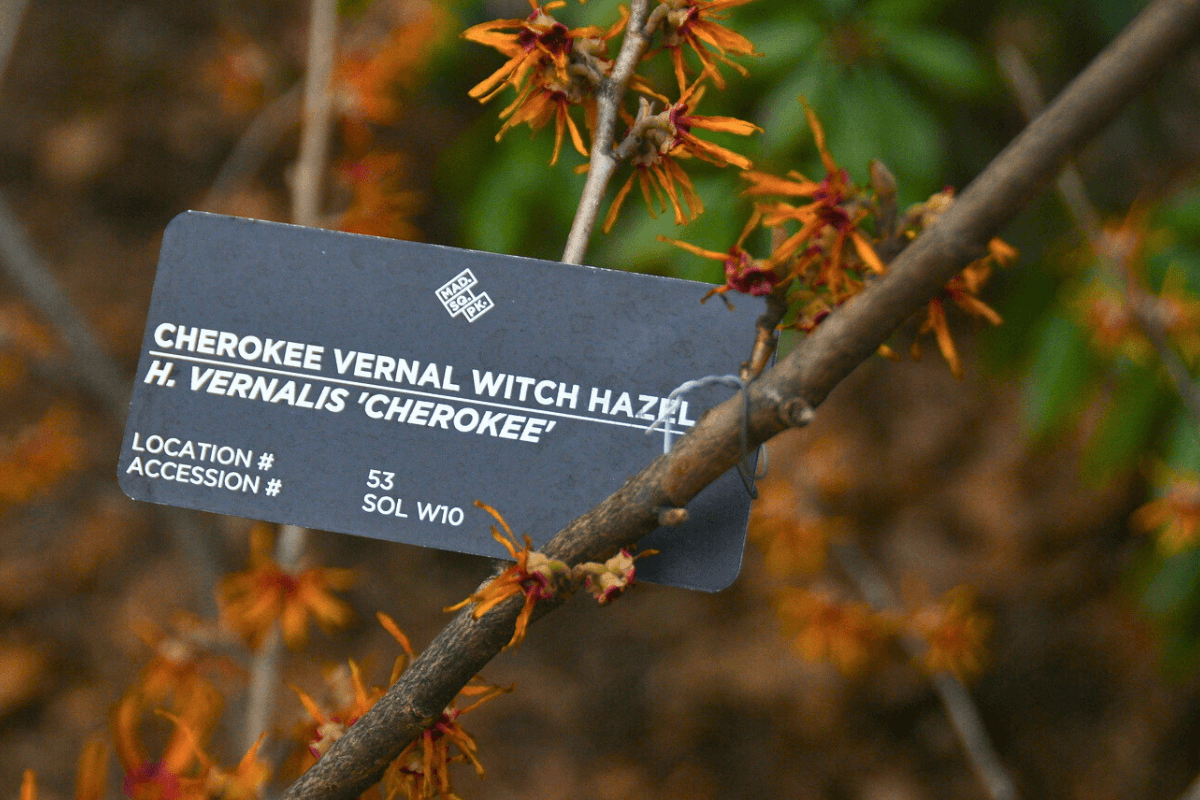 MAD.
SQ.
PK.
CHEROKEE VERNAL WITCH HAZEL
H. VERNALIS 'CHEROKEE'
LOCATION # 53
ACCESSION # SOL W10